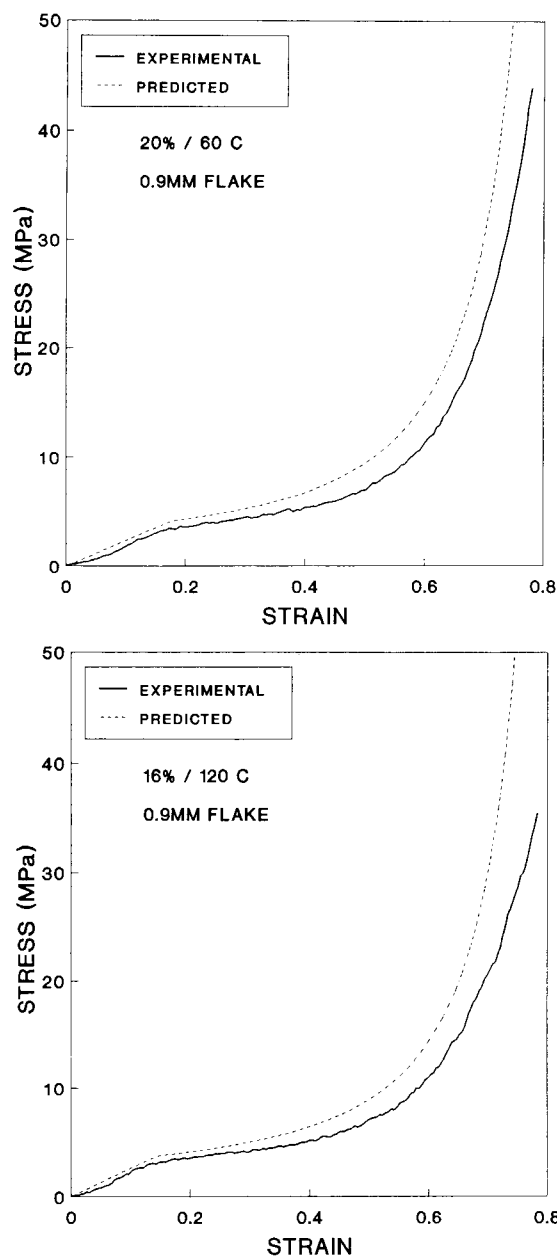 50
40
30
20
10
0
STRESS (MPa)
EXPERIMENTAL
PREDICTED
20% / 60 C
0.9MM FLAKE
0 0.2 0.4 0.6 0.8
STRAIN
50
40
30
20
10
0
STRESS (MPa)
EXPERIMENTAL
PREDICTED
16% / 120 C
0.9MM FLAKE
0 0.2 0.4 0.6 0.8
STRAIN